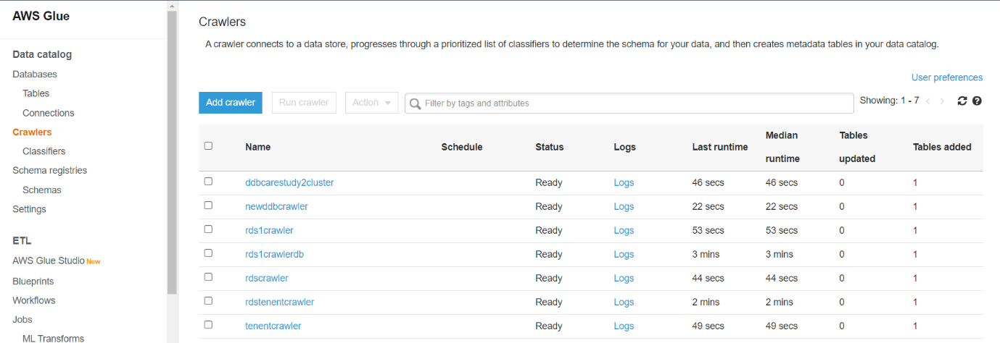 AWS Glue
Data catalog
Databases
Tables
Connections
Crawlers
Classifiers
Schema registries
Schemas
Settings
ETL
AWS Glue Studio New
Blueprints
Workflows
Jobs
ML Transforms
Crawlers
A crawler connects to a data store, progresses through a prioritized list of classifiers to determine the schema for your data, and then creates metadata tables in your data catalog.
User preferences
Add crawler Run crawler Action Filter by tags and attributes Showing: 1 - 7
Name Schedule Status Logs Last runtime Median runtime Tables updated Tables added
ddbcarestudy2cluster Ready Logs 46 secs 46 secs 0 1
newddbcrawler Ready Logs 22 secs 22 secs 0 1
rds1crawler Ready Logs 53 secs 53 secs 0 1
rds1crawlerdb Ready Logs 3 mins 3 mins 0 1
rdscrawler Ready Logs 44 secs 44 secs 0 1
rdstenentcrawler Ready Logs 2 mins 2 mins 0 1
tenentcrawler Ready Logs 49 secs 49 secs 0 1